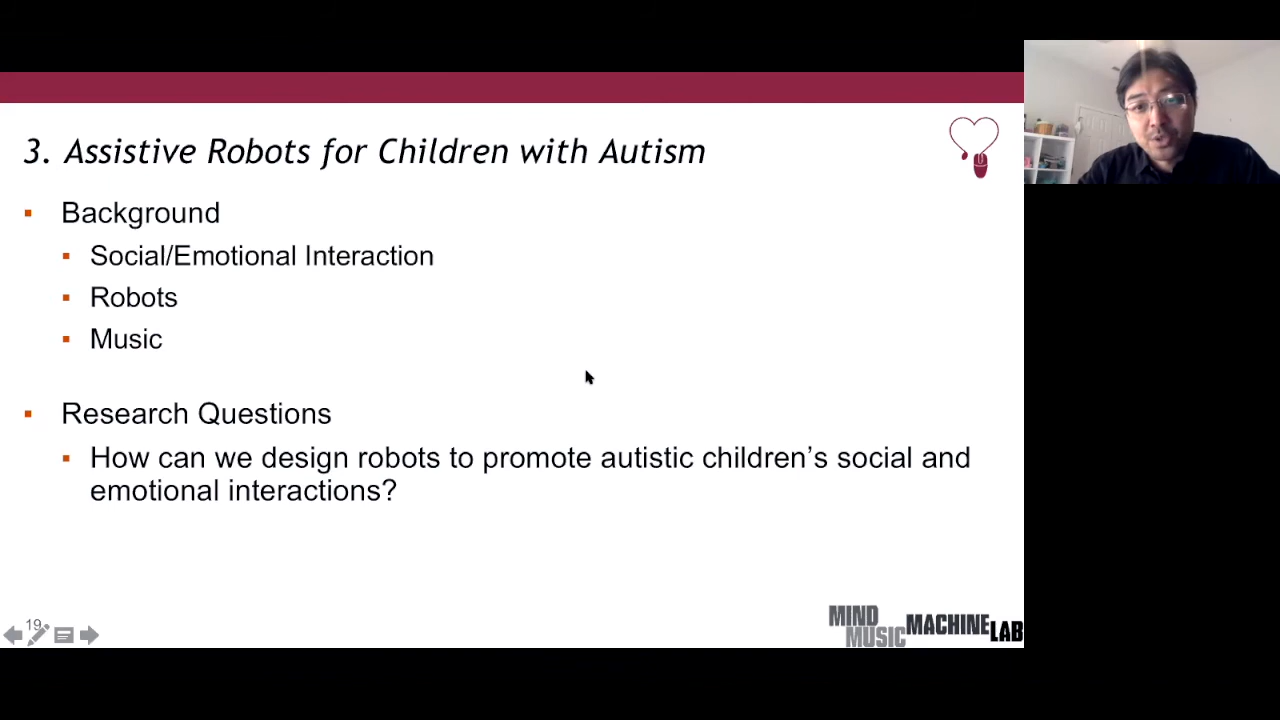 3. Assistive Robots for Children with Autism
▪ Background
▪ Social/Emotional Interaction
▪ Robots
▪ Music
▪ Research Questions
▪ How can we design robots to promote autistic children’s social and
emotional interactions?
19
MIND
MUSIC MACHINE LAB